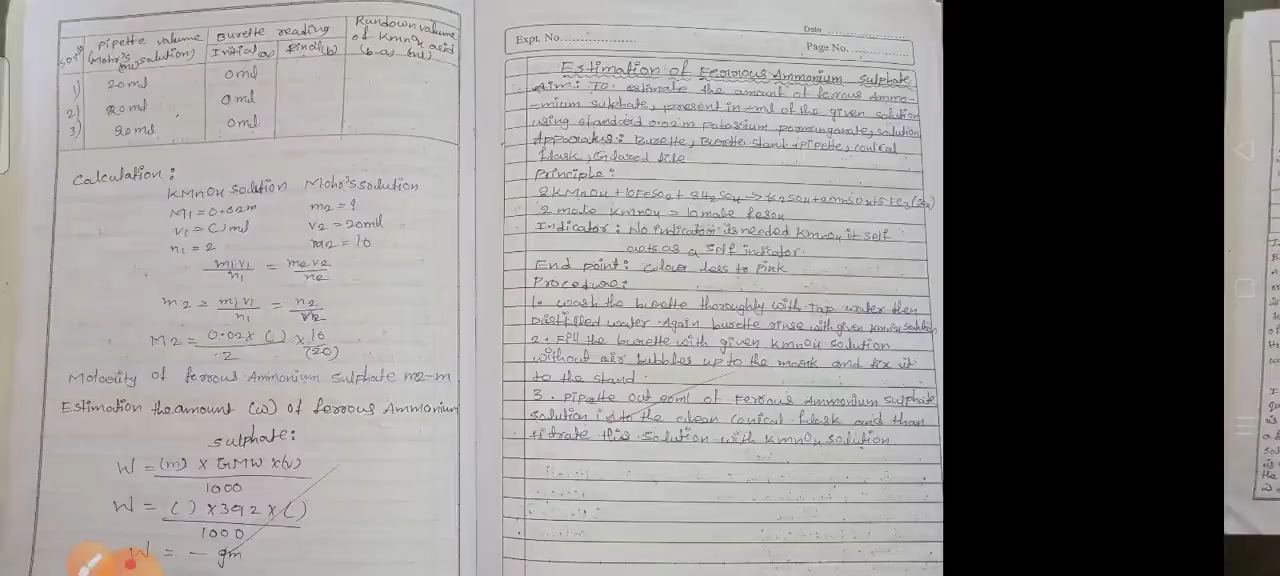 S.no
Pipette volume
(Mohr's solution)
Burette reading
Initial (a) Final (b)
Rundown volume
of KMnO4 acid
(b-a) (ml)
1) 20ml 0ml
2) 20ml 0ml
3) 20ml 0ml
Calculation:
KMnO4 solution Mohr's solution
M1 = 0.02m m2 = ?
V1 = ( ) ml V2 = 20ml
n1 = 2 n2 = 10
m1v1/n1 = m2v2/n2
m2 = m1v1/n1 = n2/v2
M2 = 0.02x ( )/2 x 10/(20)
Molarity of ferrous Ammonium sulphate m2-m
Estimation the amount (w) of ferrous Ammonium
sulphate:
W = (m) x GMW x (v)/1000
W = ( ) x 392 x ( )/1000
W = - gm
Date
Expt. No. Page No.
Estimation of Ferrous Ammonium sulphate
Aim: To estimate the amount of ferrous Ammo-
-mium sulphate, present in -ml of the given solution
using standard 0.02m potassium permanganate, solution
Apparatus: Burette, Burette stand, pipette, conical
flask,
Principle:
2KMnO4 + 10FeSO4 + 8H2SO4 → K2SO4 + 2MnSO4 + 5Fe2(SO4)
2 mole KMnO4 = 10 mole FeSO4
Indicator: No indicator is needed KMnO4 it self
acts as a self indicator.
End point: Colour less to Pink
Procedure:
1. wash the burette thoroughly with Tap water then
Distilled water. Again burette rinse with given KMnO4 solution
2. Fill the burette with given KMnO4 solution
without air bubbles up to the mark and fix it
to the stand.
3. Pipette out 20ml of Ferrous Ammonium sulphate
solution into the clean conical flask and than
titrate this solution with KMnO4 solution